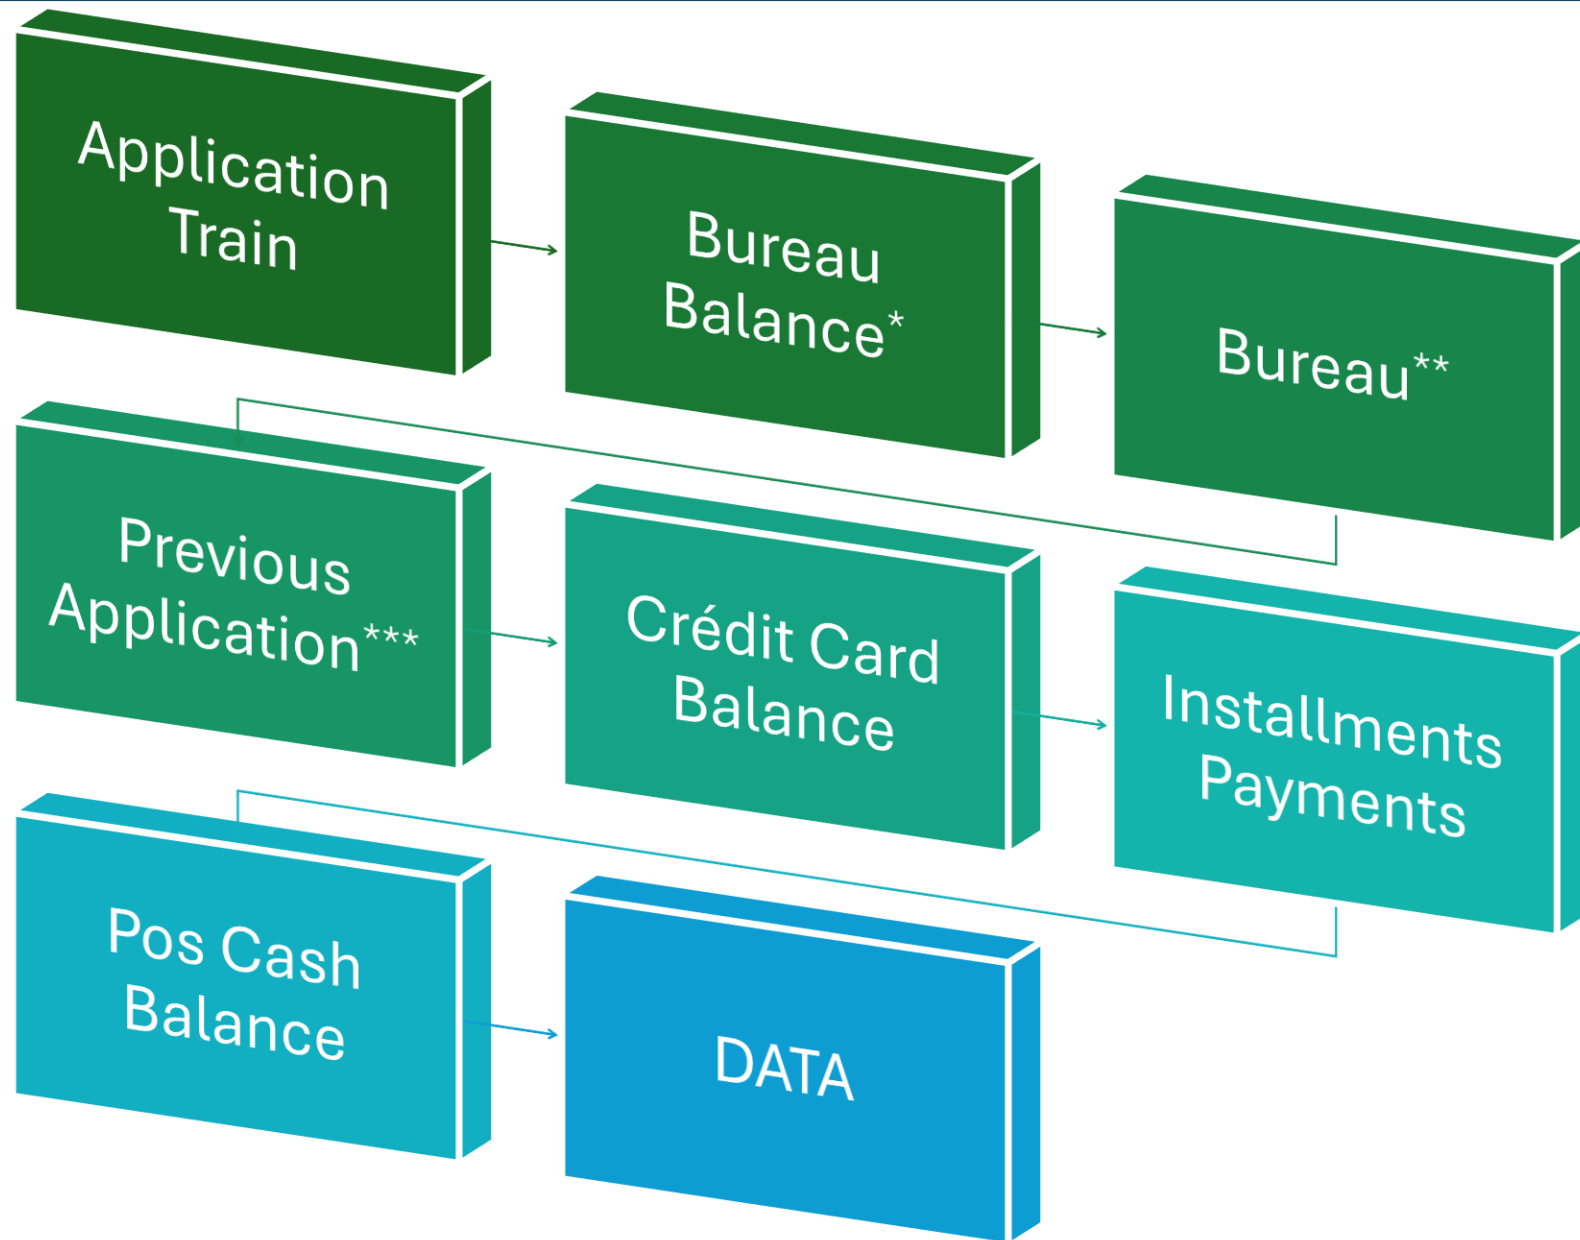 Application
Train
Bureau
Balance*
Bureau**
Previous
Application***
Crédit Card
Balance
Installments
Payments
Pos Cash
Balance
DATA